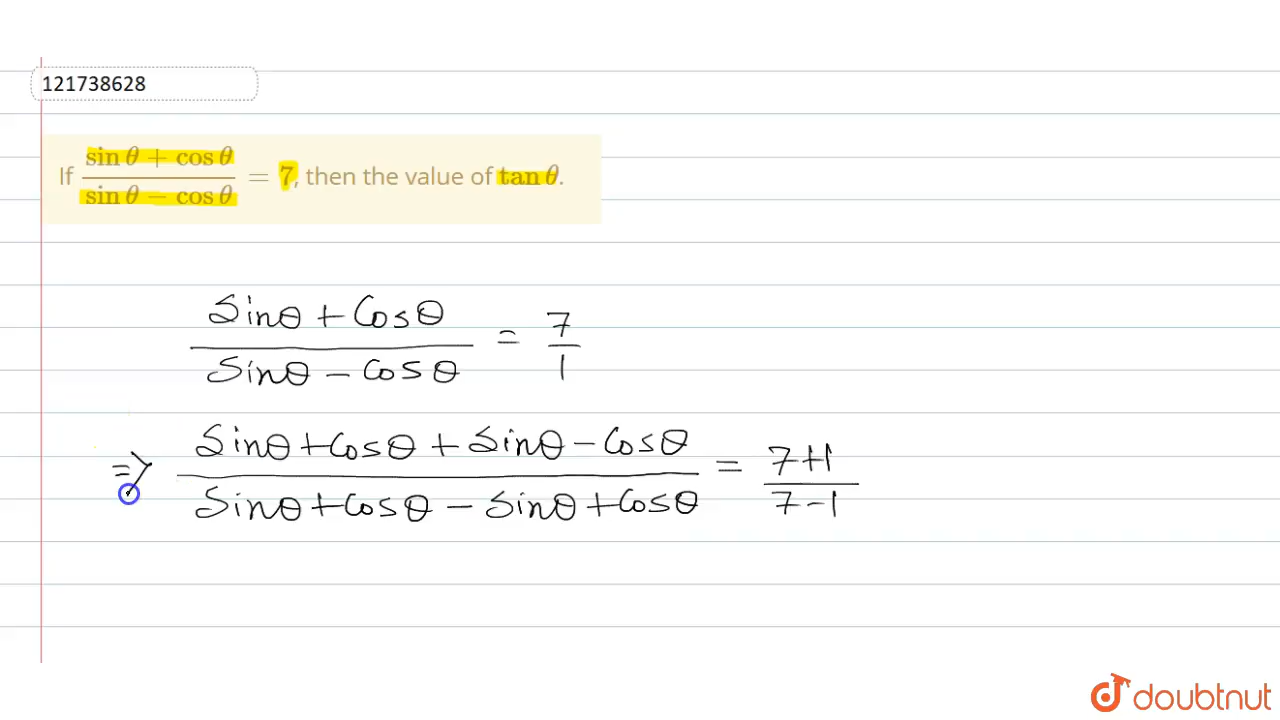 121738628
If (sin θ + cos θ)/(sin θ − cos θ) = 7, then the value of tan θ.
(Sinθ + Cosθ)/(Sinθ − Cosθ) = 7/1
=> (Sinθ + Cosθ + Sinθ − Cosθ)/(Sinθ + Cosθ − Sinθ + Cosθ) = (7+1)/(7−1)
doubtnut